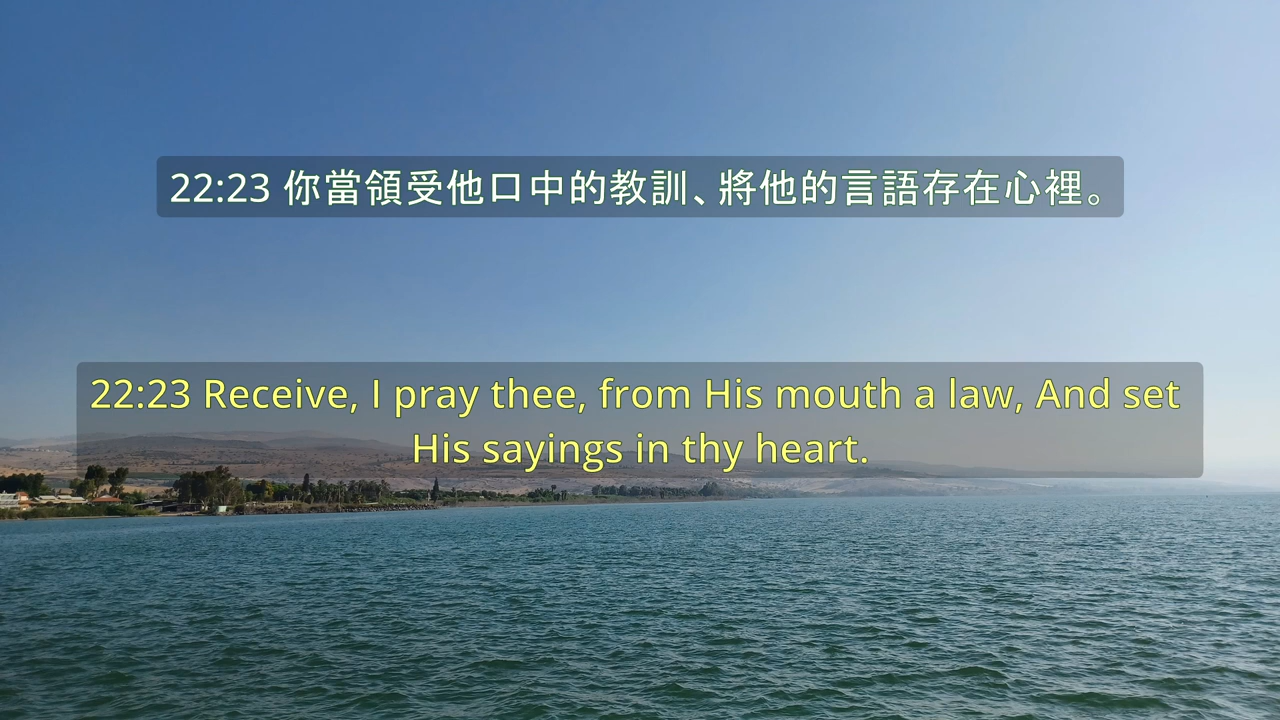 22:23 你當領受他口中的教訓、將他的言語存在心裡。
22:23 Receive, I pray thee, from His mouth a law, And set
His sayings in thy heart.